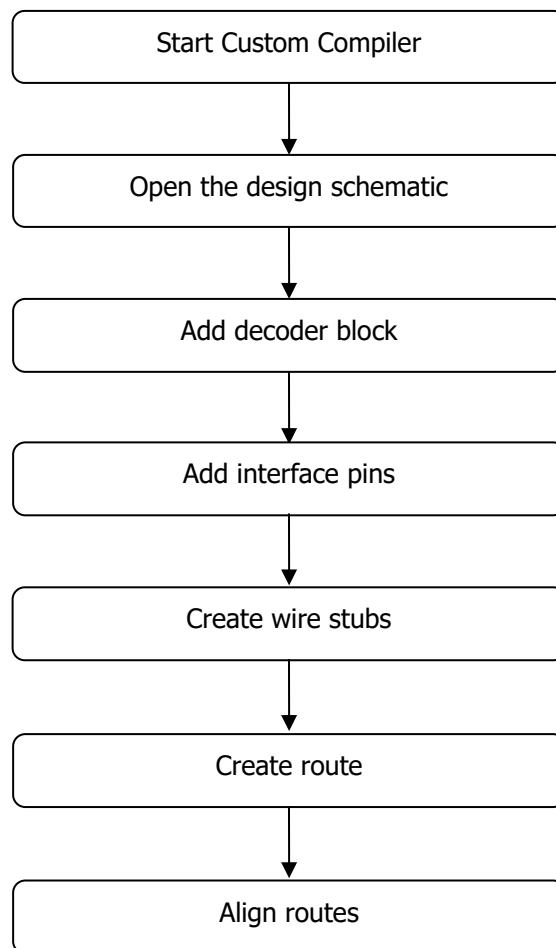 Start Custom Compiler
Open the design schematic
Add decoder block
Add interface pins
Create wire stubs
Create route
Align routes